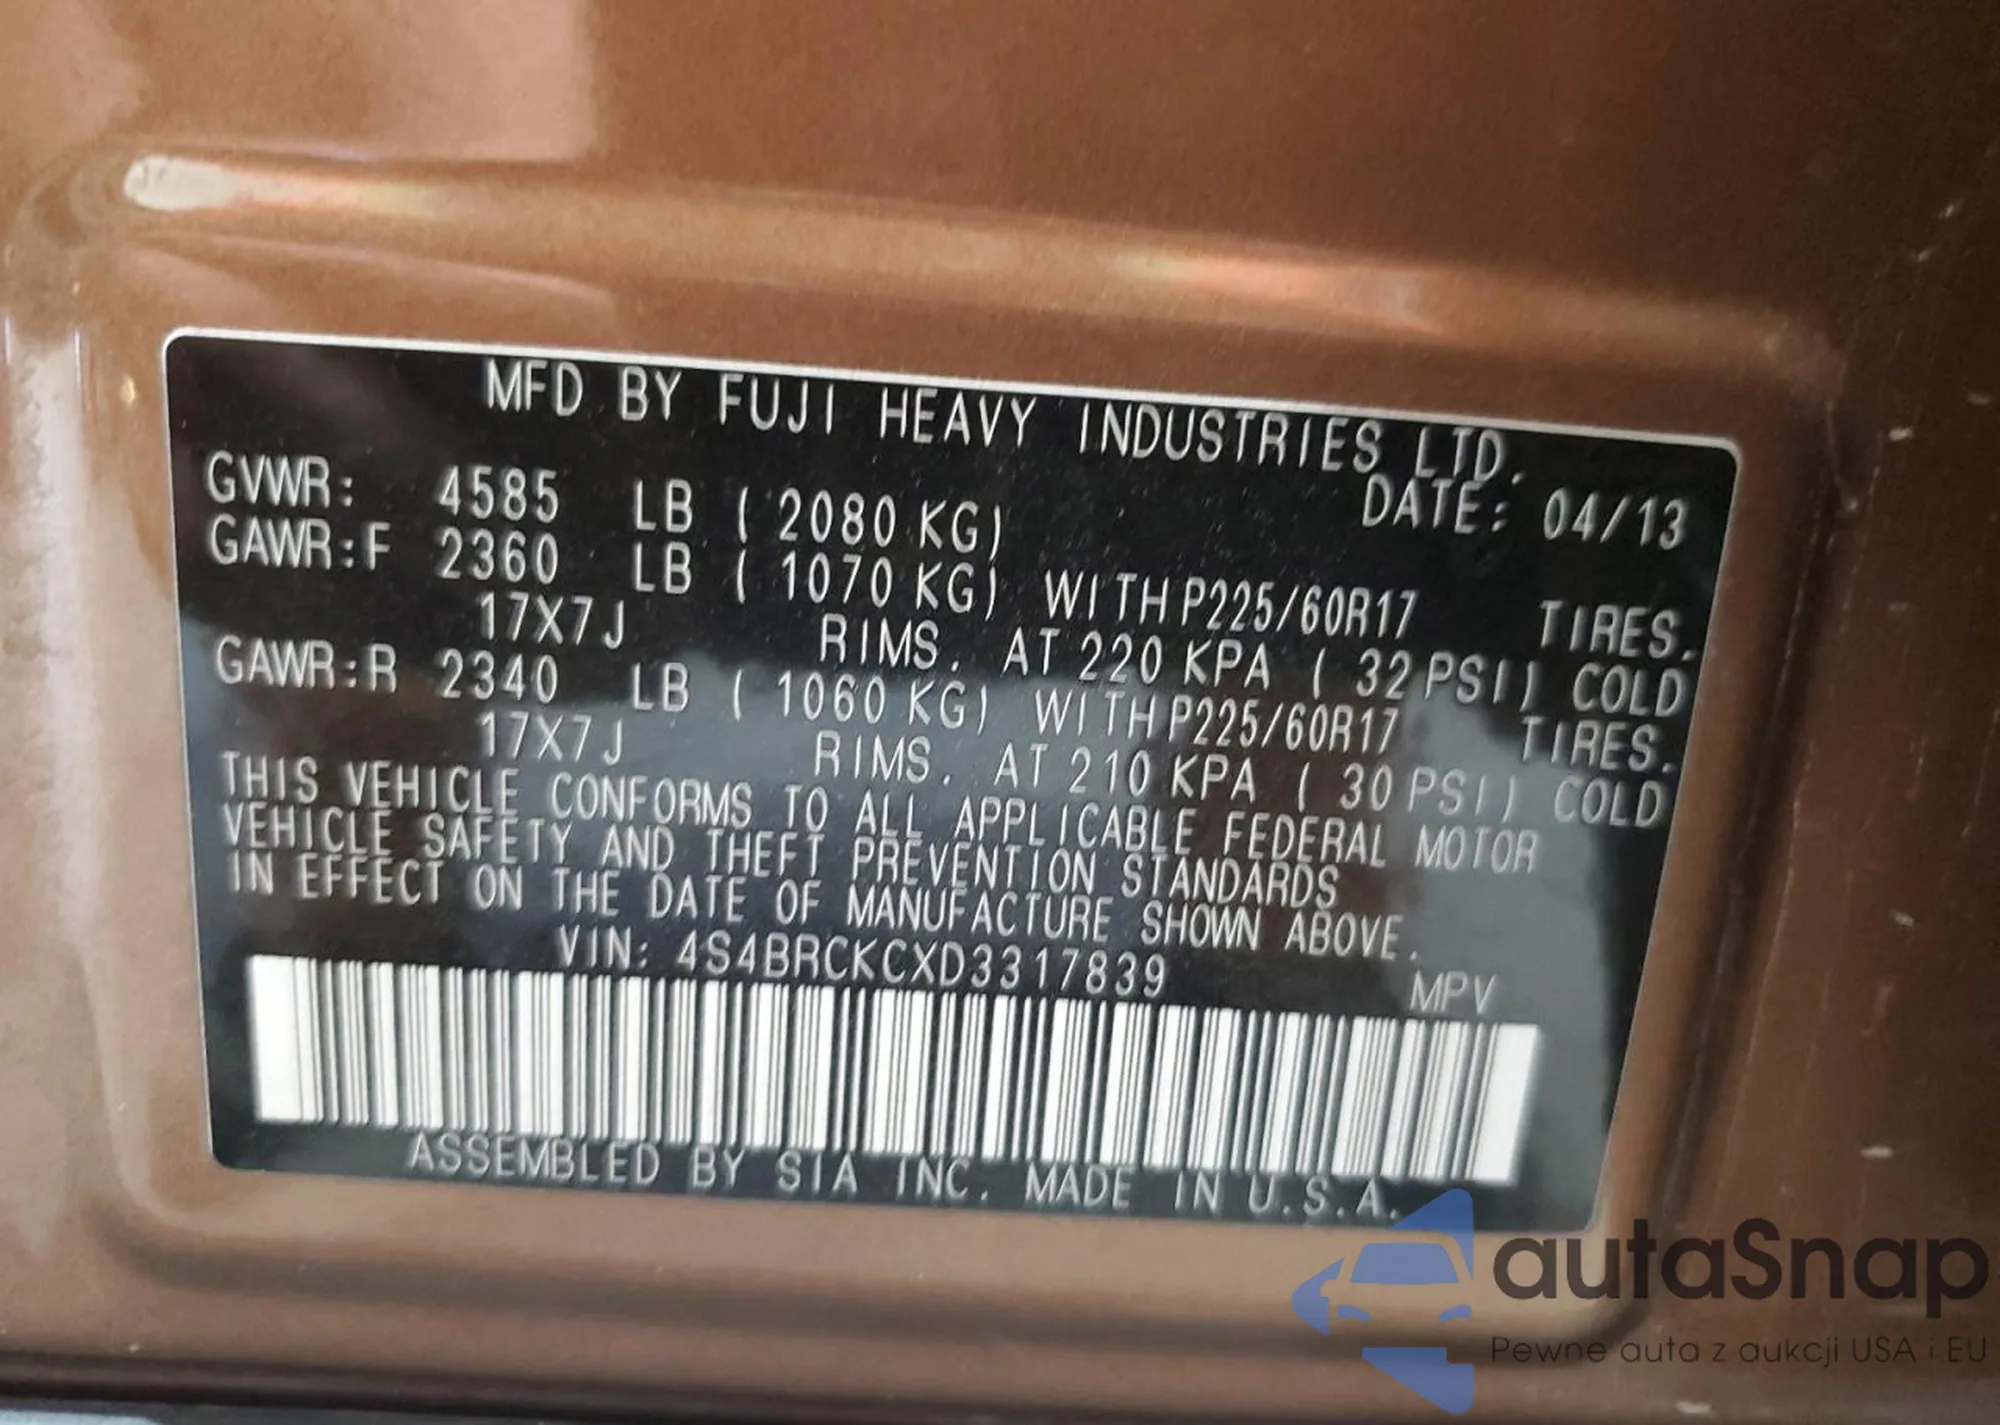 MFD BY FUJI HEAVY INDUSTRIES LTD.
DATE: 04/13
GVWR: 4585 LB ( 2080 KG)
GAWR:F 2360 LB ( 1070 KG) WITH P225/60R17 TIRES.
17X7J RIMS. AT 220 KPA ( 32 PSI) COLD
GAWR:R 2340 LB ( 1060 KG) WITH P225/60R17 TIRES.
17X7J RIMS. AT 210 KPA ( 30 PSI) COLD
THIS VEHICLE CONFORMS TO ALL APPLICABLE FEDERAL MOTOR
VEHICLE SAFETY AND THEFT PREVENTION STANDARDS
IN EFFECT ON THE DATE OF MANUFACTURE SHOWN ABOVE.
VIN: 4S4BRCKCXD3317839 MPV
ASSEMBLED BY SIA INC. MADE IN U.S.A.
autaSnap
Pewne auta z aukcji USA i EU